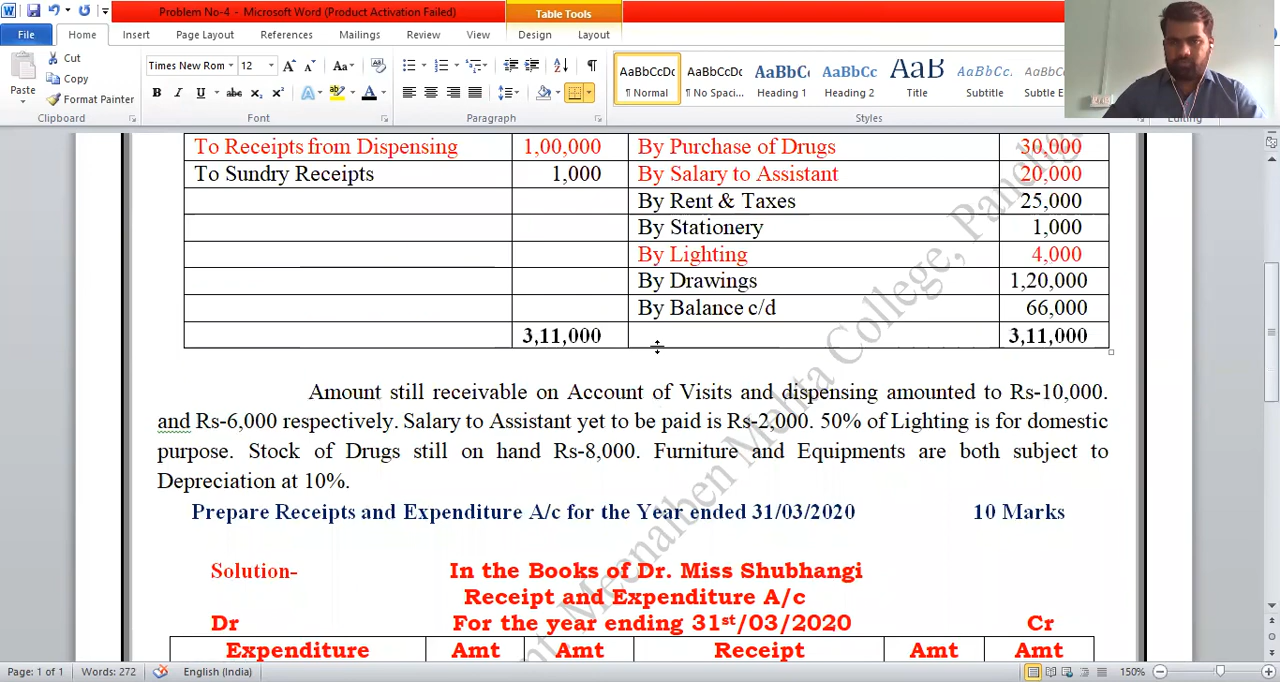 Problem No-4 - Microsoft Word (Product Activation Failed)
Table Tools
File Home Insert Page Layout References Mailings Review View Design Layout
Cut
Copy
Format Painter
Paste
Clipboard
Times New Rom 12
Font
Paragraph
AaBbCcDc AaBbCcDc AaBbC AaBbCc AaB AaBbCc. AaBbCc
¶ Normal ¶ No Spaci... Heading 1 Heading 2 Title Subtitle Subtle E
Styles
Editing
To Receipts from Dispensing 1,00,000 By Purchase of Drugs 30,000
To Sundry Receipts 1,000 By Salary to Assistant 20,000
By Rent & Taxes 25,000
By Stationery 1,000
By Lighting 4,000
By Drawings 1,20,000
By Balance c/d 66,000
3,11,000 3,11,000
Amount still receivable on Account of Visits and dispensing amounted to Rs-10,000.
and Rs-6,000 respectively. Salary to Assistant yet to be paid is Rs-2,000. 50% of Lighting is for domestic
purpose. Stock of Drugs still on hand Rs-8,000. Furniture and Equipments are both subject to
Depreciation at 10%.
Prepare Receipts and Expenditure A/c for the Year ended 31/03/2020 10 Marks
Solution- In the Books of Dr. Miss Shubhangi
Receipt and Expenditure A/c
Dr For the year ending 31st/03/2020 Cr
Expenditure Amt Amt Receipt Amt Amt
Meenalben Mehta College,
Page: 1 of 1 Words: 272 English (India) 150%